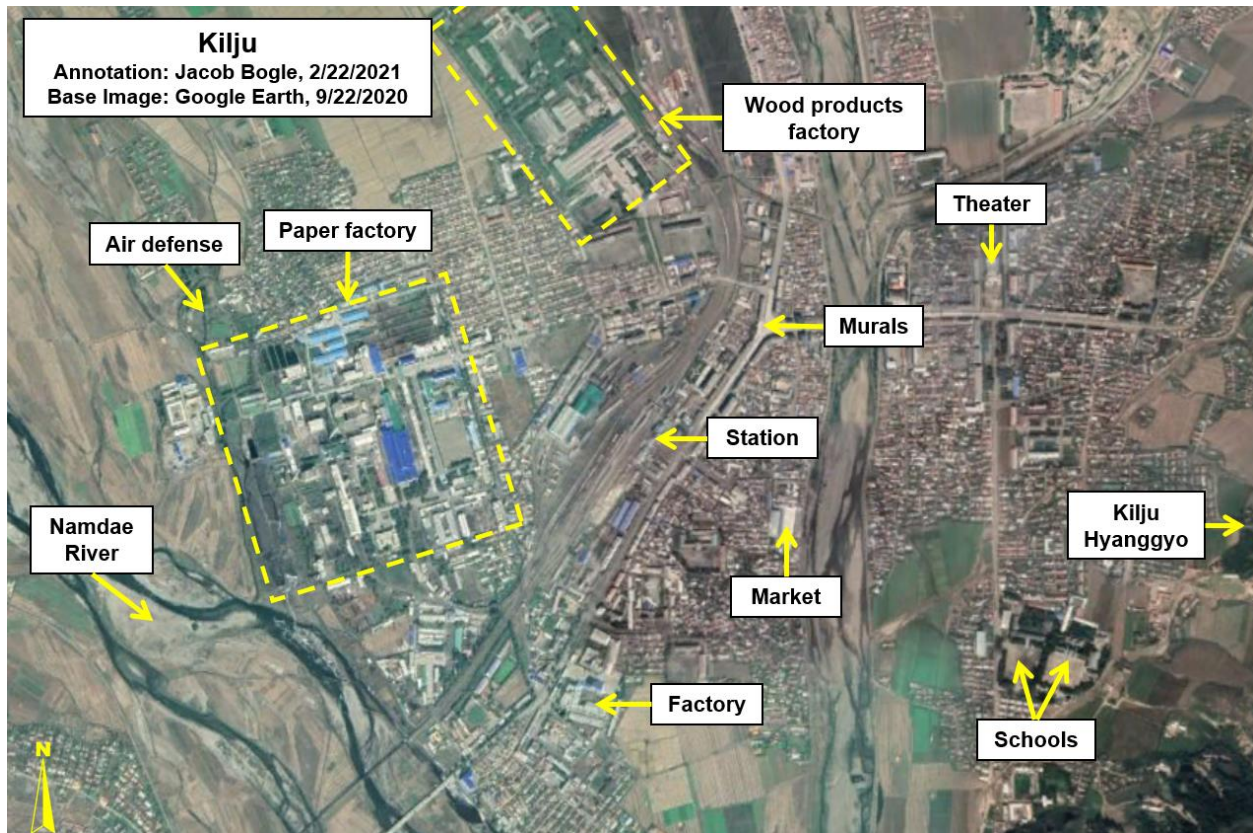 Kilju
Annotation: Jacob Bogle, 2/22/2021
Base Image: Google Earth, 9/22/2020
Wood products
factory
Theater
Air defense
Paper factory
Murals
Station
Namdae
River
Kilju
Hyanggyo
Market
Factory
Schools
N